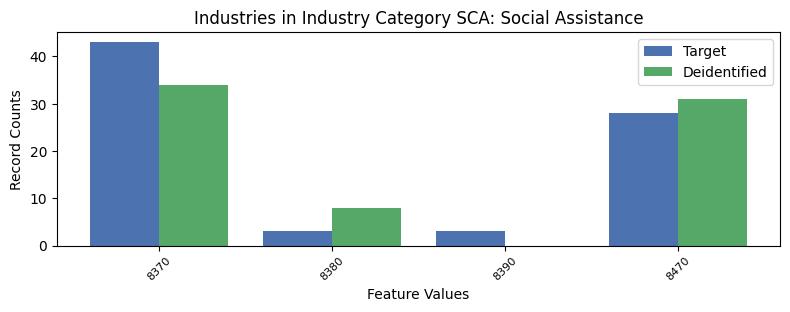 Industries in Industry Category SCA: Social Assistance
Target
Deidentified
Record Counts
40
30
20
10
0
8370
8380
8390
8470
Feature Values